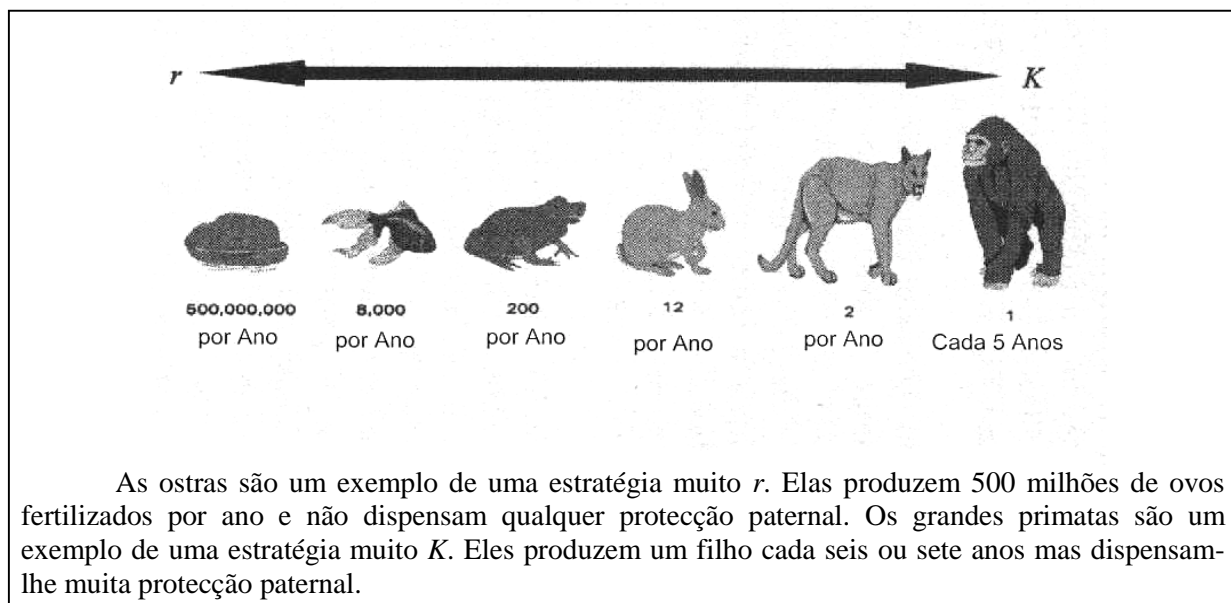 r K
500,000,000 8,000 200 12 2 1
por Ano por Ano por Ano por Ano por Ano Cada 5 Anos
As ostras são um exemplo de uma estratégia muito r. Elas produzem 500 milhões de ovos
fertilizados por ano e não dispensam qualquer protecção paternal. Os grandes primatas são um
exemplo de uma estratégia muito K. Eles produzem um filho cada seis ou sete anos mas dispensam-
lhe muita protecção paternal.